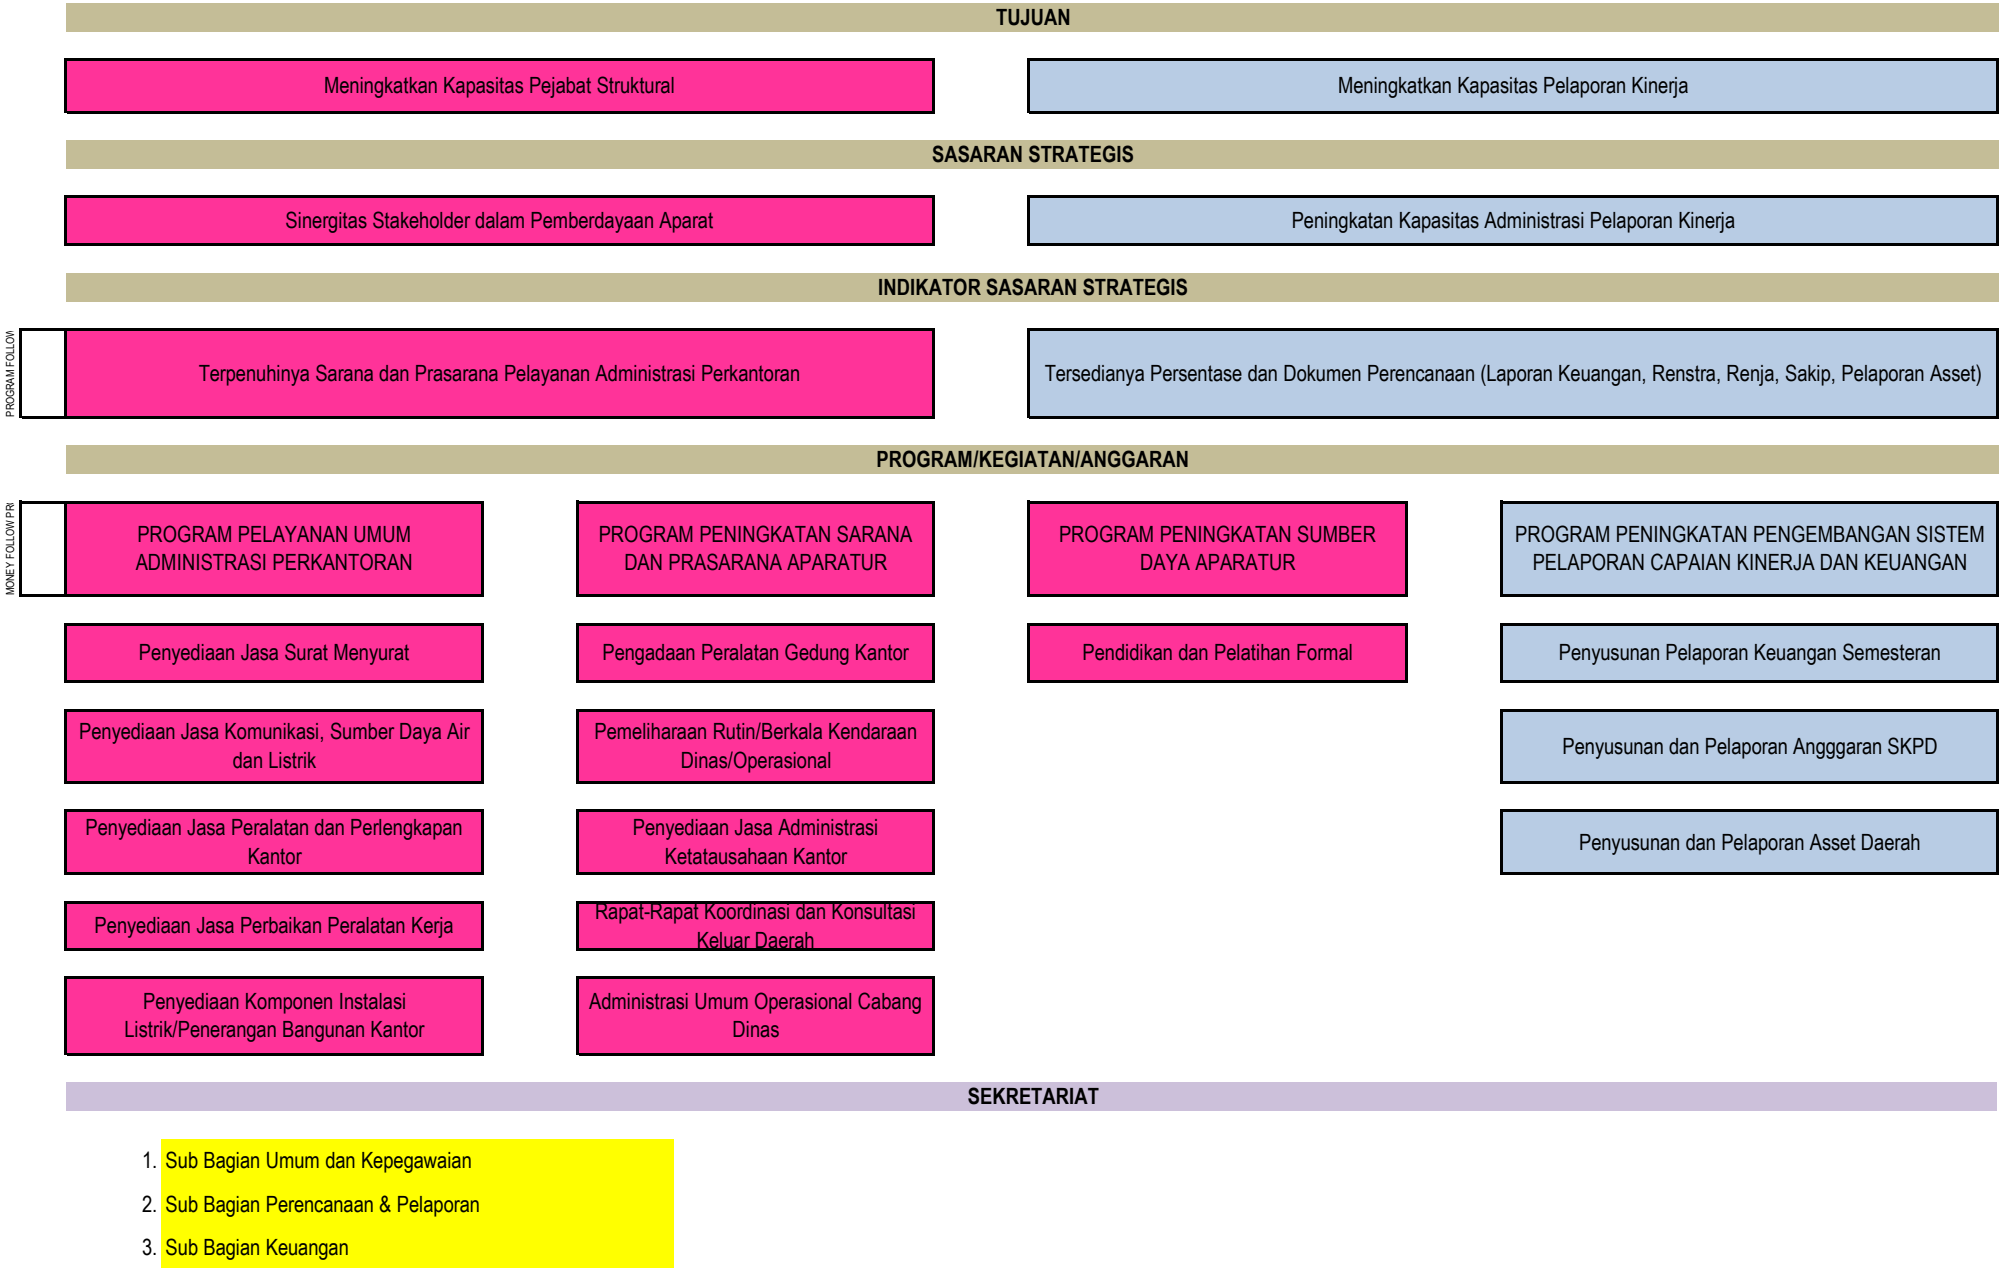 TUJUAN
Meningkatkan Kapasitas Pejabat Struktural
Meningkatkan Kapasitas Pelaporan Kinerja
SASARAN STRATEGIS
Sinergitas Stakeholder dalam Pemberdayaan Aparat
Peningkatan Kapasitas Administrasi Pelaporan Kinerja
INDIKATOR SASARAN STRATEGIS
PROGRAM FOLLOW
Terpenuhinya Sarana dan Prasarana Pelayanan Administrasi Perkantoran
Tersedianya Persentase dan Dokumen Perencanaan (Laporan Keuangan, Renstra, Renja, Sakip, Pelaporan Asset)
PROGRAM/KEGIATAN/ANGGARAN
MONEY FOLLOW
PROGRAM PELAYANAN UMUM
ADMINISTRASI PERKANTORAN
PROGRAM PENINGKATAN SARANA
DAN PRASARANA APARATUR
PROGRAM PENINGKATAN SUMBER
DAYA APARATUR
PROGRAM PENINGKATAN PENGEMBANGAN SISTEM
PELAPORAN CAPAIAN KINERJA DAN KEUANGAN
Penyediaan Jasa Surat Menyurat
Pengadaan Peralatan Gedung Kantor
Pendidikan dan Pelatihan Formal
Penyusunan Pelaporan Keuangan Semesteran
Penyediaan Jasa Komunikasi, Sumber Daya Air
dan Listrik
Pemeliharaan Rutin/Berkala Kendaraan
Dinas/Operasional
Penyusunan dan Pelaporan Angggaran SKPD
Penyediaan Jasa Peralatan dan Perlengkapan
Kantor
Penyediaan Jasa Administrasi
Ketatausahaan Kantor
Penyusunan dan Pelaporan Asset Daerah
Penyediaan Jasa Perbaikan Peralatan Kerja
Rapat-Rapat Koordinasi dan Konsultasi
Keluar Daerah
Penyediaan Komponen Instalasi
Listrik/Penerangan Bangunan Kantor
Administrasi Umum Operasional Cabang
Dinas
SEKRETARIAT
1. Sub Bagian Umum dan Kepegawaian
2. Sub Bagian Perencanaan & Pelaporan
3. Sub Bagian Keuangan